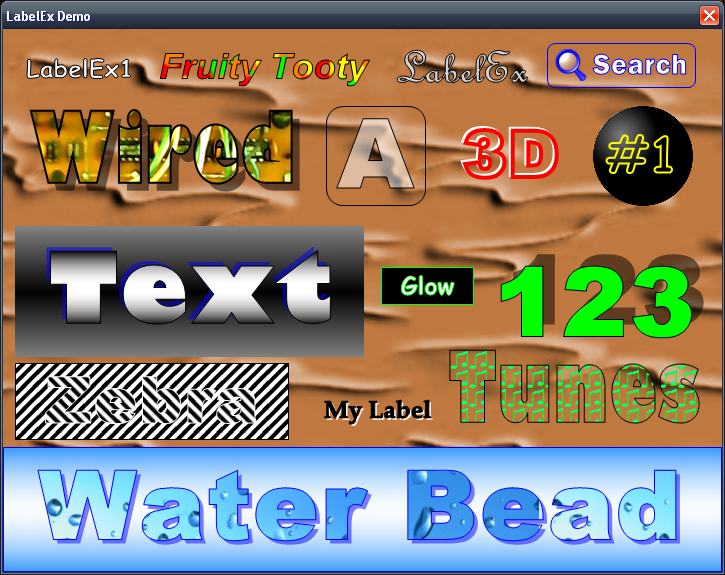 LabelEx Demo
LabelEx1
Fruity Tooty
LabelEx
Search
Wired
A
3D
#1
Text
Glow
123
Zebra
My Label
Tunes
Water Bead